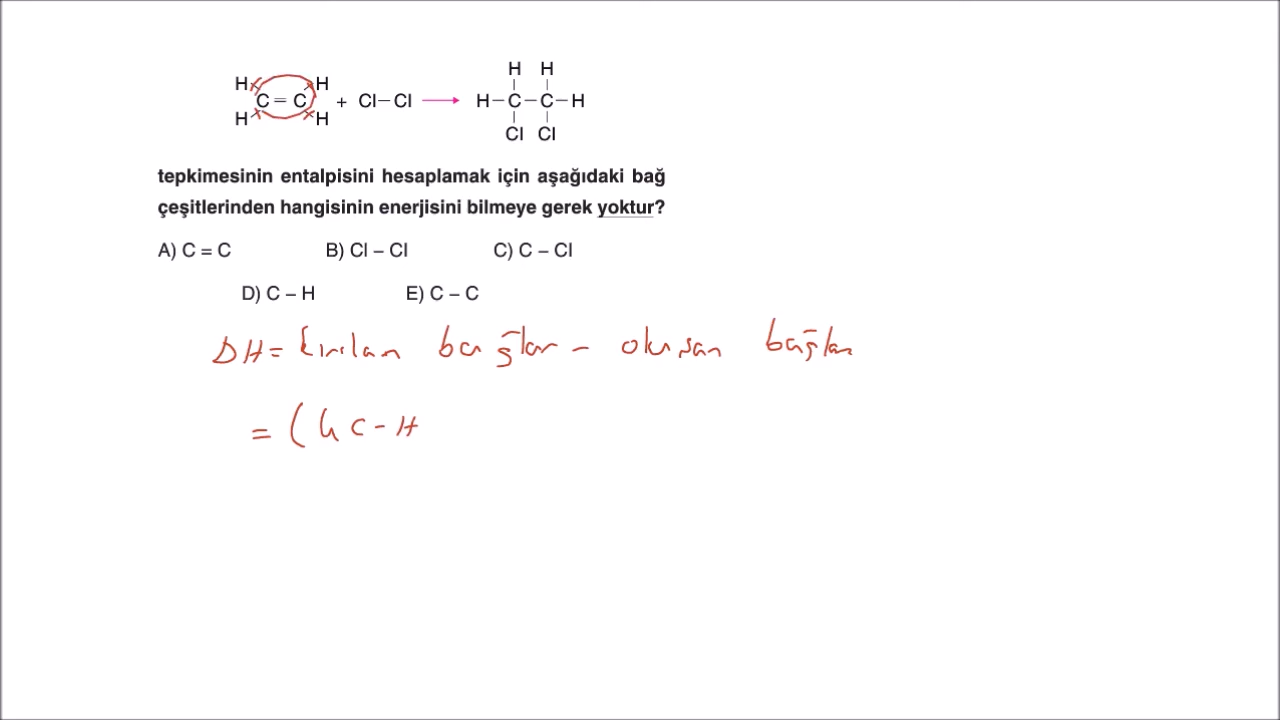 H H H H
C = C + Cl–Cl → H–C–C–H
H H Cl Cl
tepkimesinin entalpisini hesaplamak için aşağıdaki bağ
çeşitlerinden hangisinin enerjisini bilmeye gerek yoktur?
A) C = C B) Cl – Cl C) C – Cl
D) C – H E) C – C
ΔH = kırılan bağlar – oluşan bağlar
= (4 C – H